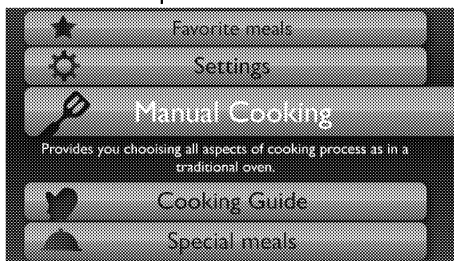 Favorite meals
Settings
Manual Cooking
Provides you chooising all aspects of cooking process as in a
traditional oven.
Cooking Guide
Special meals